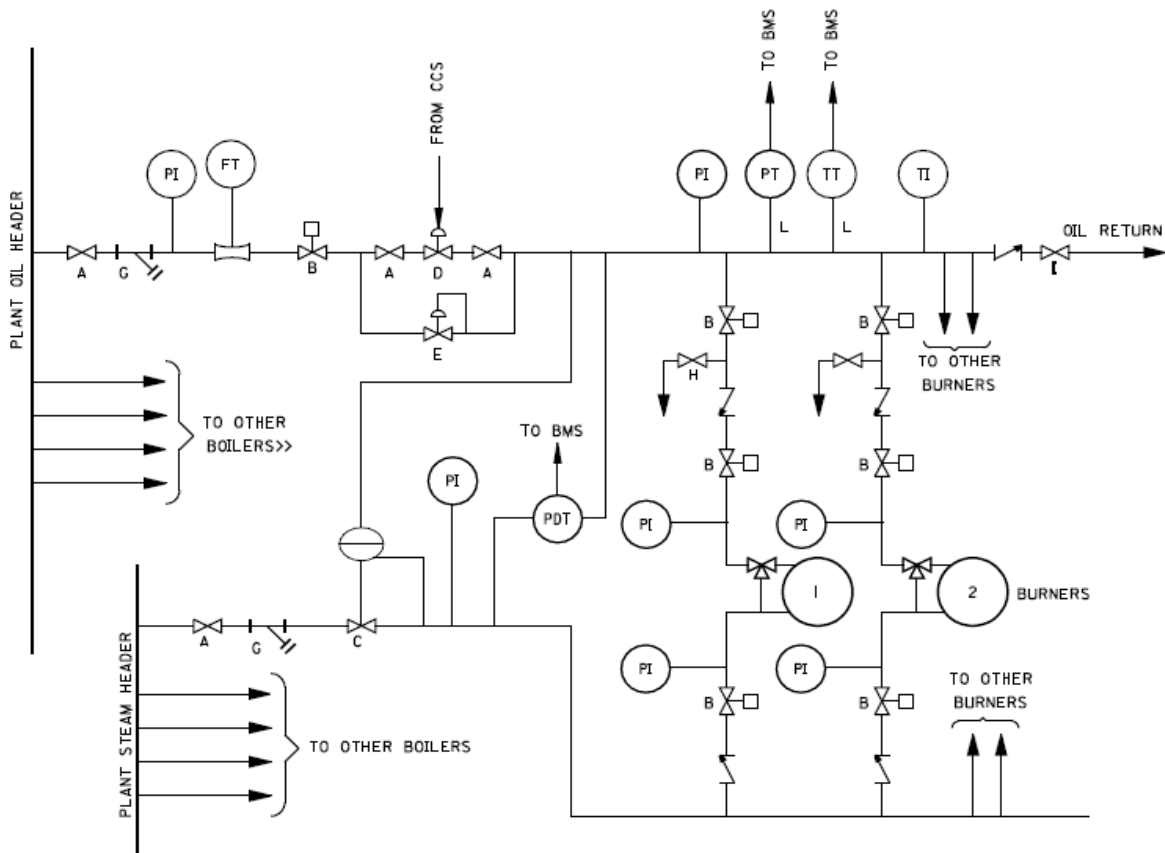 TO BMS
TO BMS
FROM CCS
PLANT OIL HEADER
PI
FT
PI
PT
TT
TI
L
L
OIL RETURN
A
G
B
A
D
A
E
B
B
TO OTHER
BURNERS
H
TO OTHER
BOILERS>>
TO BMS
PI
B
B
PDT
PI
PI
1
2
BURNERS
A
G
C
PI
PI
PLANT STEAM HEADER
B
B
TO OTHER
BURNERS
TO OTHER BOILERS